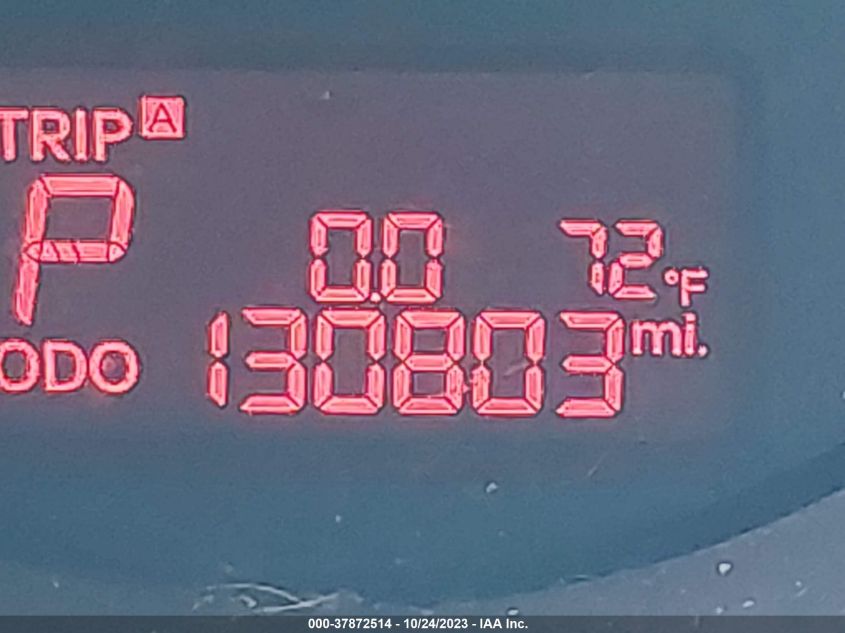 TRIP A
P 0.0 72 °F
ODO 130803 mi.
000-37872514 - 10/24/2023 - IAA Inc.